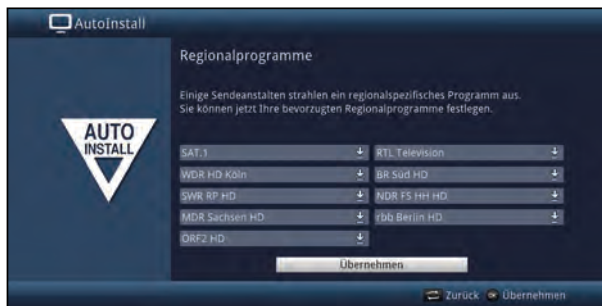 AutoInstall
Regionalprogramme
Einige Sendeanstalten strahlen ein regionalspezifisches Programm aus.
Sie können jetzt Ihre bevorzugten Regionalprogramme festlegen.
AUTO
INSTALL
SAT.1
RTL Television
WDR HD Köln
BR Süd HD
SWR RP HD
NDR FS HH HD
MDR Sachsen HD
rbb Berlin HD
ORF2 HD
Übernehmen
Zurück OK Übernehmen